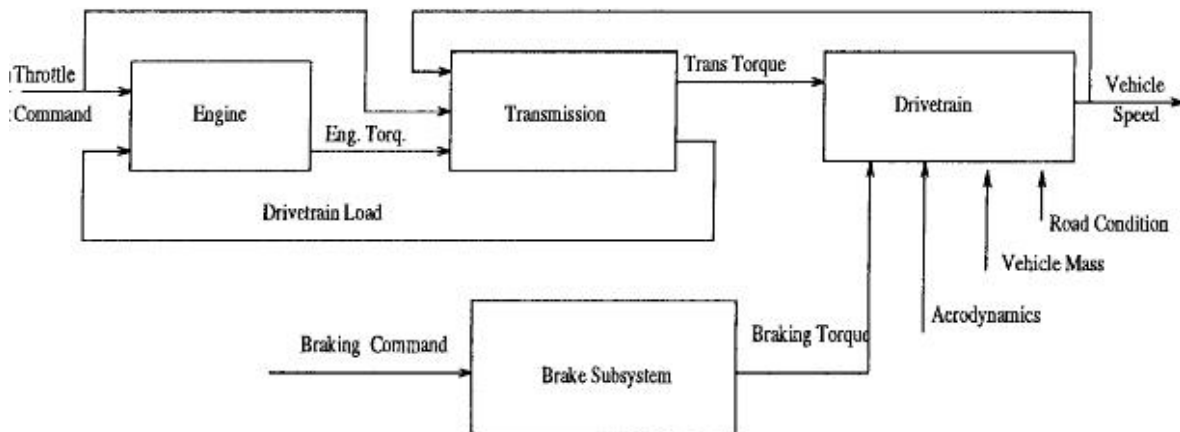 Throttle
Command
Engine
Eng. Torq.
Transmission
Trans Torque
Drivetrain
Vehicle
Speed
Drivetrain Load
Road Condition
Vehicle Mass
Aerodynamics
Braking Command
Brake Subsystem
Braking Torque